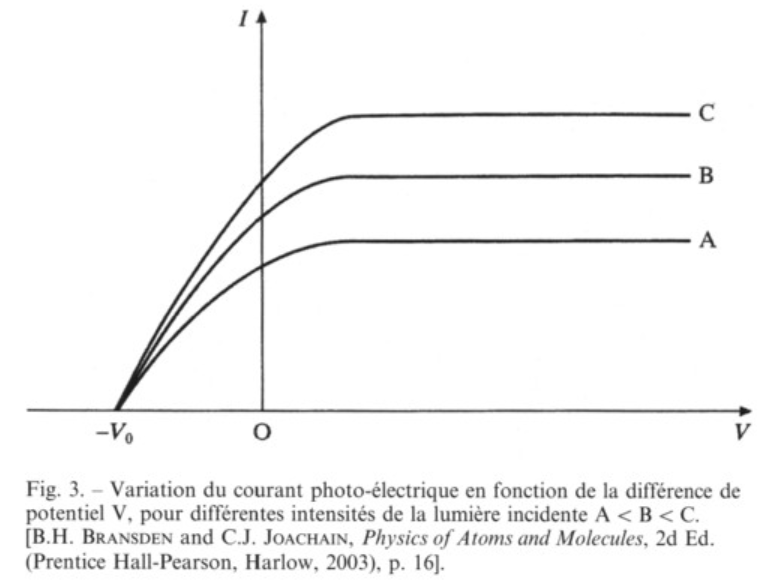 I
C
B
A
–V₀
O
V
Fig. 3. – Variation du courant photo-électrique en fonction de la différence de
potentiel V, pour différentes intensités de la lumière incidente A < B < C.
[B.H. BRANSDEN and C.J. JOACHAIN, Physics of Atoms and Molecules, 2d Ed.
(Prentice Hall-Pearson, Harlow, 2003), p. 16].